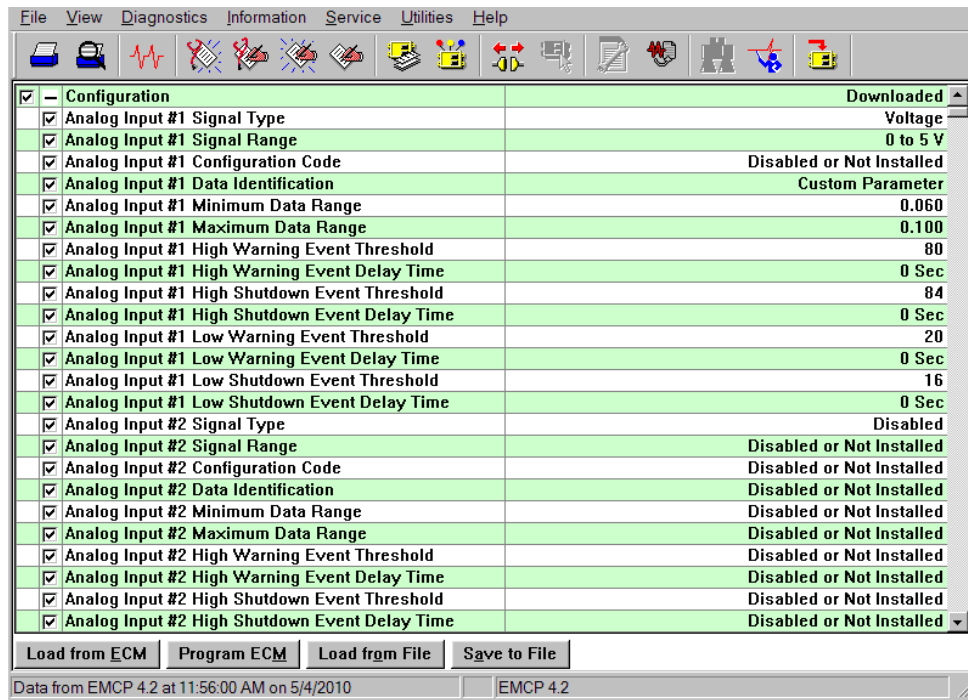 File View Diagnostics Information Service Utilities Help
Configuration Downloaded
Analog Input #1 Signal Type Voltage
Analog Input #1 Signal Range 0 to 5 V
Analog Input #1 Configuration Code Disabled or Not Installed
Analog Input #1 Data Identification Custom Parameter
Analog Input #1 Minimum Data Range 0.060
Analog Input #1 Maximum Data Range 0.100
Analog Input #1 High Warning Event Threshold 80
Analog Input #1 High Warning Event Delay Time 0 Sec
Analog Input #1 High Shutdown Event Threshold 84
Analog Input #1 High Shutdown Event Delay Time 0 Sec
Analog Input #1 Low Warning Event Threshold 20
Analog Input #1 Low Warning Event Delay Time 0 Sec
Analog Input #1 Low Shutdown Event Threshold 16
Analog Input #1 Low Shutdown Event Delay Time 0 Sec
Analog Input #2 Signal Type Disabled
Analog Input #2 Signal Range Disabled or Not Installed
Analog Input #2 Configuration Code Disabled or Not Installed
Analog Input #2 Data Identification Disabled or Not Installed
Analog Input #2 Minimum Data Range Disabled or Not Installed
Analog Input #2 Maximum Data Range Disabled or Not Installed
Analog Input #2 High Warning Event Threshold Disabled or Not Installed
Analog Input #2 High Warning Event Delay Time Disabled or Not Installed
Analog Input #2 High Shutdown Event Threshold Disabled or Not Installed
Analog Input #2 High Shutdown Event Delay Time Disabled or Not Installed
Load from ECM Program ECM Load from File Save to File
Data from EMCP 4.2 at 11:56:00 AM on 5/4/2010 EMCP 4.2